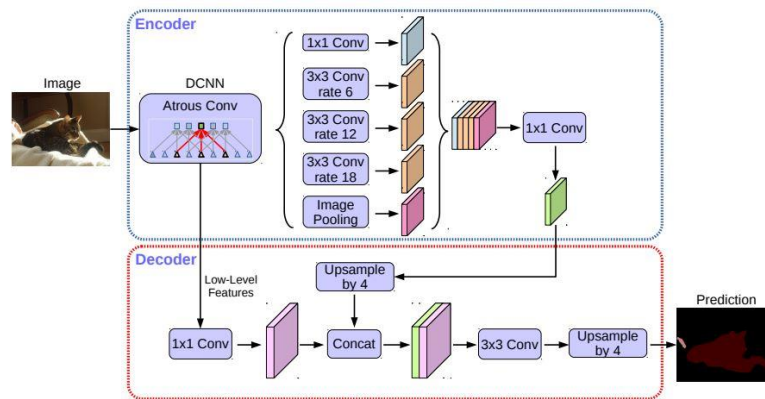 Encoder
Image
DCNN
Atrous Conv
1x1 Conv
3x3 Conv
rate 6
3x3 Conv
rate 12
3x3 Conv
rate 18
Image
Pooling
1x1 Conv
Decoder
Low-Level
Features
Upsample
by 4
1x1 Conv
Concat
3x3 Conv
Upsample
by 4
Prediction